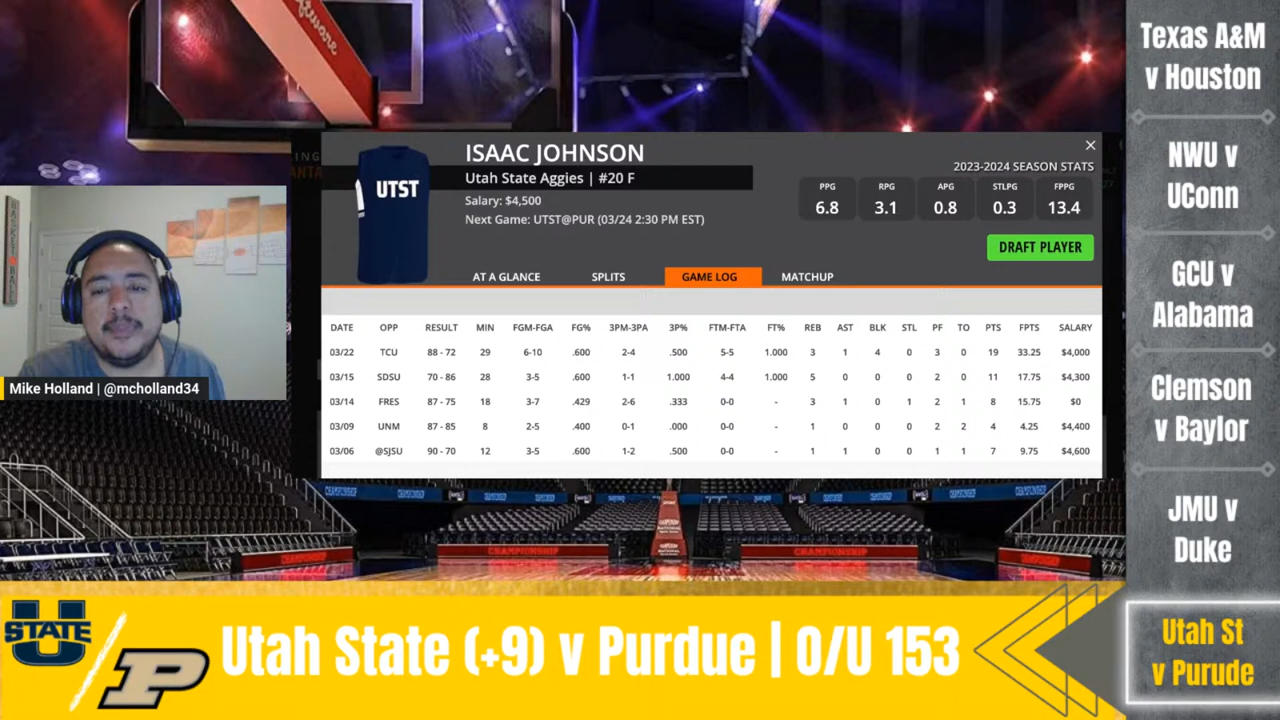 Software
ISAAC JOHNSON
Utah State Aggies | #20 F
Salary: $4,500
Next Game: UTST@PUR (03/24 2:30 PM EST)
UTST
2023-2024 SEASON STATS
PPG RPG APG STLPG FPPG
6.8 3.1 0.8 0.3 13.4
DRAFT PLAYER
AT A GLANCE SPLITS GAME LOG MATCHUP
DATE OPP RESULT MIN FGM-FGA FG% 3PM-3PA 3P% FTM-FTA FT% REB AST BLK STL PF TO PTS FPTS SALARY
03/22 TCU 88 - 72 29 6-10 .600 2-4 .500 5-5 1.000 3 1 4 0 3 0 19 33.25 $4,000
03/15 SDSU 70 - 86 28 3-5 .600 1-1 1.000 4-4 1.000 5 0 0 0 2 0 11 17.75 $4,300
03/14 FRES 87 - 75 18 3-7 .429 2-6 .333 0-0 - 3 1 0 1 2 1 8 15.75 $0
03/09 UNM 87 - 85 8 2-5 .400 0-1 .000 0-0 - 1 0 0 0 2 2 4 4.25 $4,400
03/06 @SJSU 90 - 70 12 3-5 .600 1-2 .500 0-0 - 1 1 0 0 1 1 7 9.75 $4,600
BASKETBALL
Mike Holland | @mcholland34
CHAMPIONSHIP
CHAMPIONSHIP
U STATE
P
Utah State (+9) v Purdue | O/U 153
Texas A&M
v Houston
NWU v
UConn
GCU v
Alabama
Clemson
v Baylor
JMU v
Duke
Utah St
v Purude